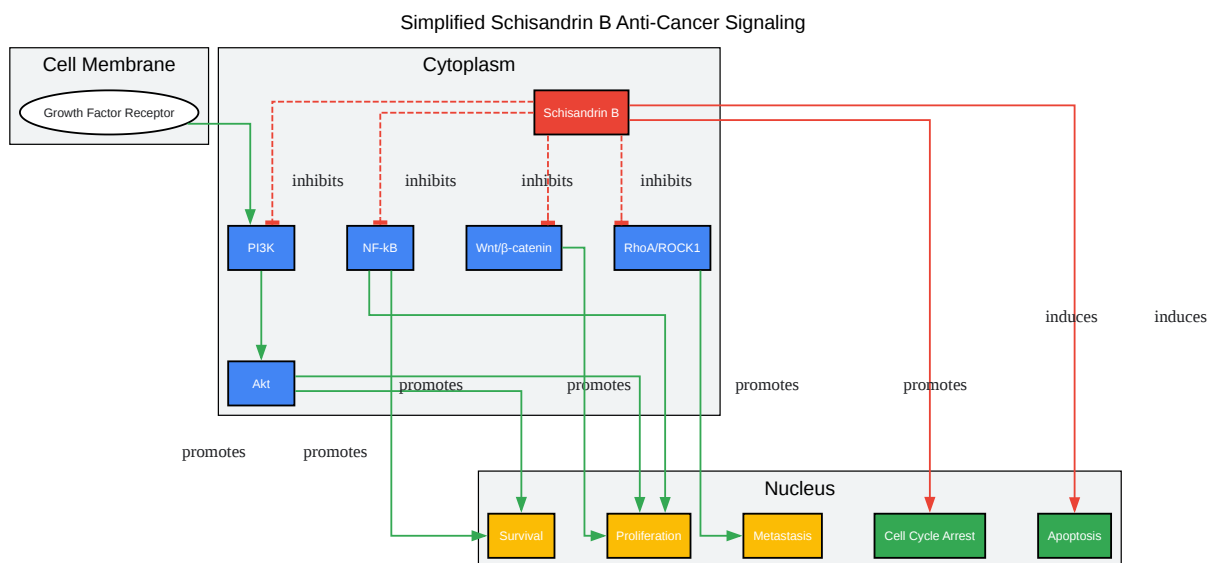 Simplified Schisandrin B Anti-Cancer Signaling
Cell Membrane
Cytoplasm
Growth Factor Receptor
Schisandrin B
inhibits
inhibits
inhibits
inhibits
PI3K
NF-kB
Wnt/β-catenin
RhoA/ROCK1
induces
induces
Akt
promotes
promotes
promotes
promotes
promotes
promotes
Nucleus
Survival
Proliferation
Metastasis
Cell Cycle Arrest
Apoptosis